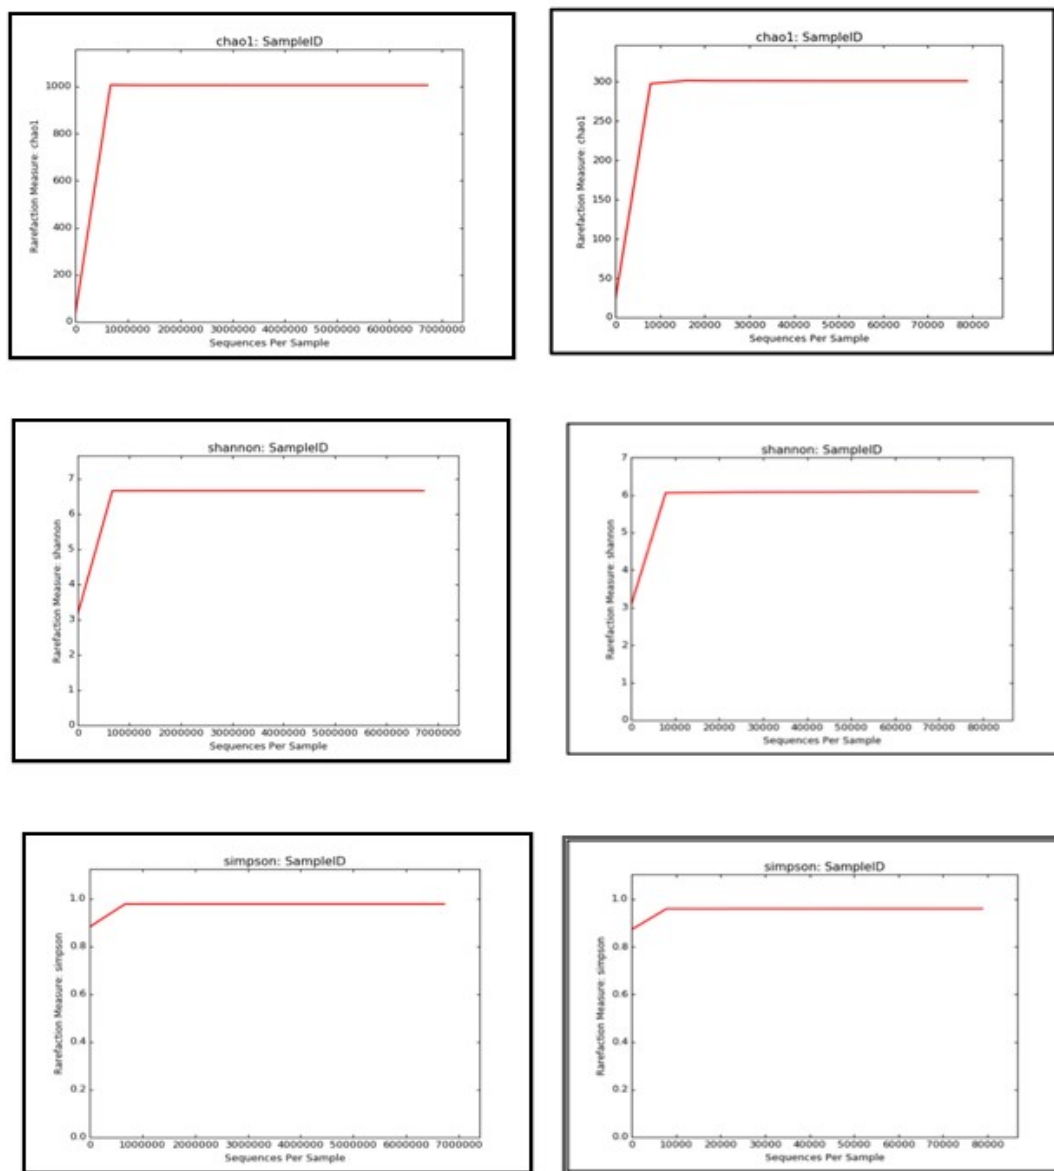 chao1: SampleID
Rarefaction Measure: chao1
1000
800
600
400
200
0
0 1000000 2000000 3000000 4000000 5000000 6000000 7000000
Sequences Per Sample
chao1: SampleID
Rarefaction Measure: chao1
300
250
200
150
100
50
0
0 10000 20000 30000 40000 50000 60000 70000 80000
Sequences Per Sample
shannon: SampleID
Rarefaction Measure: shannon
7
6
5
4
3
2
1
0
0 1000000 2000000 3000000 4000000 5000000 6000000 7000000
Sequences Per Sample
shannon: SampleID
Rarefaction Measure: shannon
7
6
5
4
3
2
1
0
0 10000 20000 30000 40000 50000 60000 70000 80000
Sequences Per Sample
simpson: SampleID
Rarefaction Measure: simpson
1.0
0.8
0.6
0.4
0.2
0.0
0 1000000 2000000 3000000 4000000 5000000 6000000 7000000
Sequences Per Sample
simpson: SampleID
Rarefaction Measure: simpson
1.0
0.8
0.6
0.4
0.2
0.0
0 10000 20000 30000 40000 50000 60000 70000 80000
Sequences Per Sample